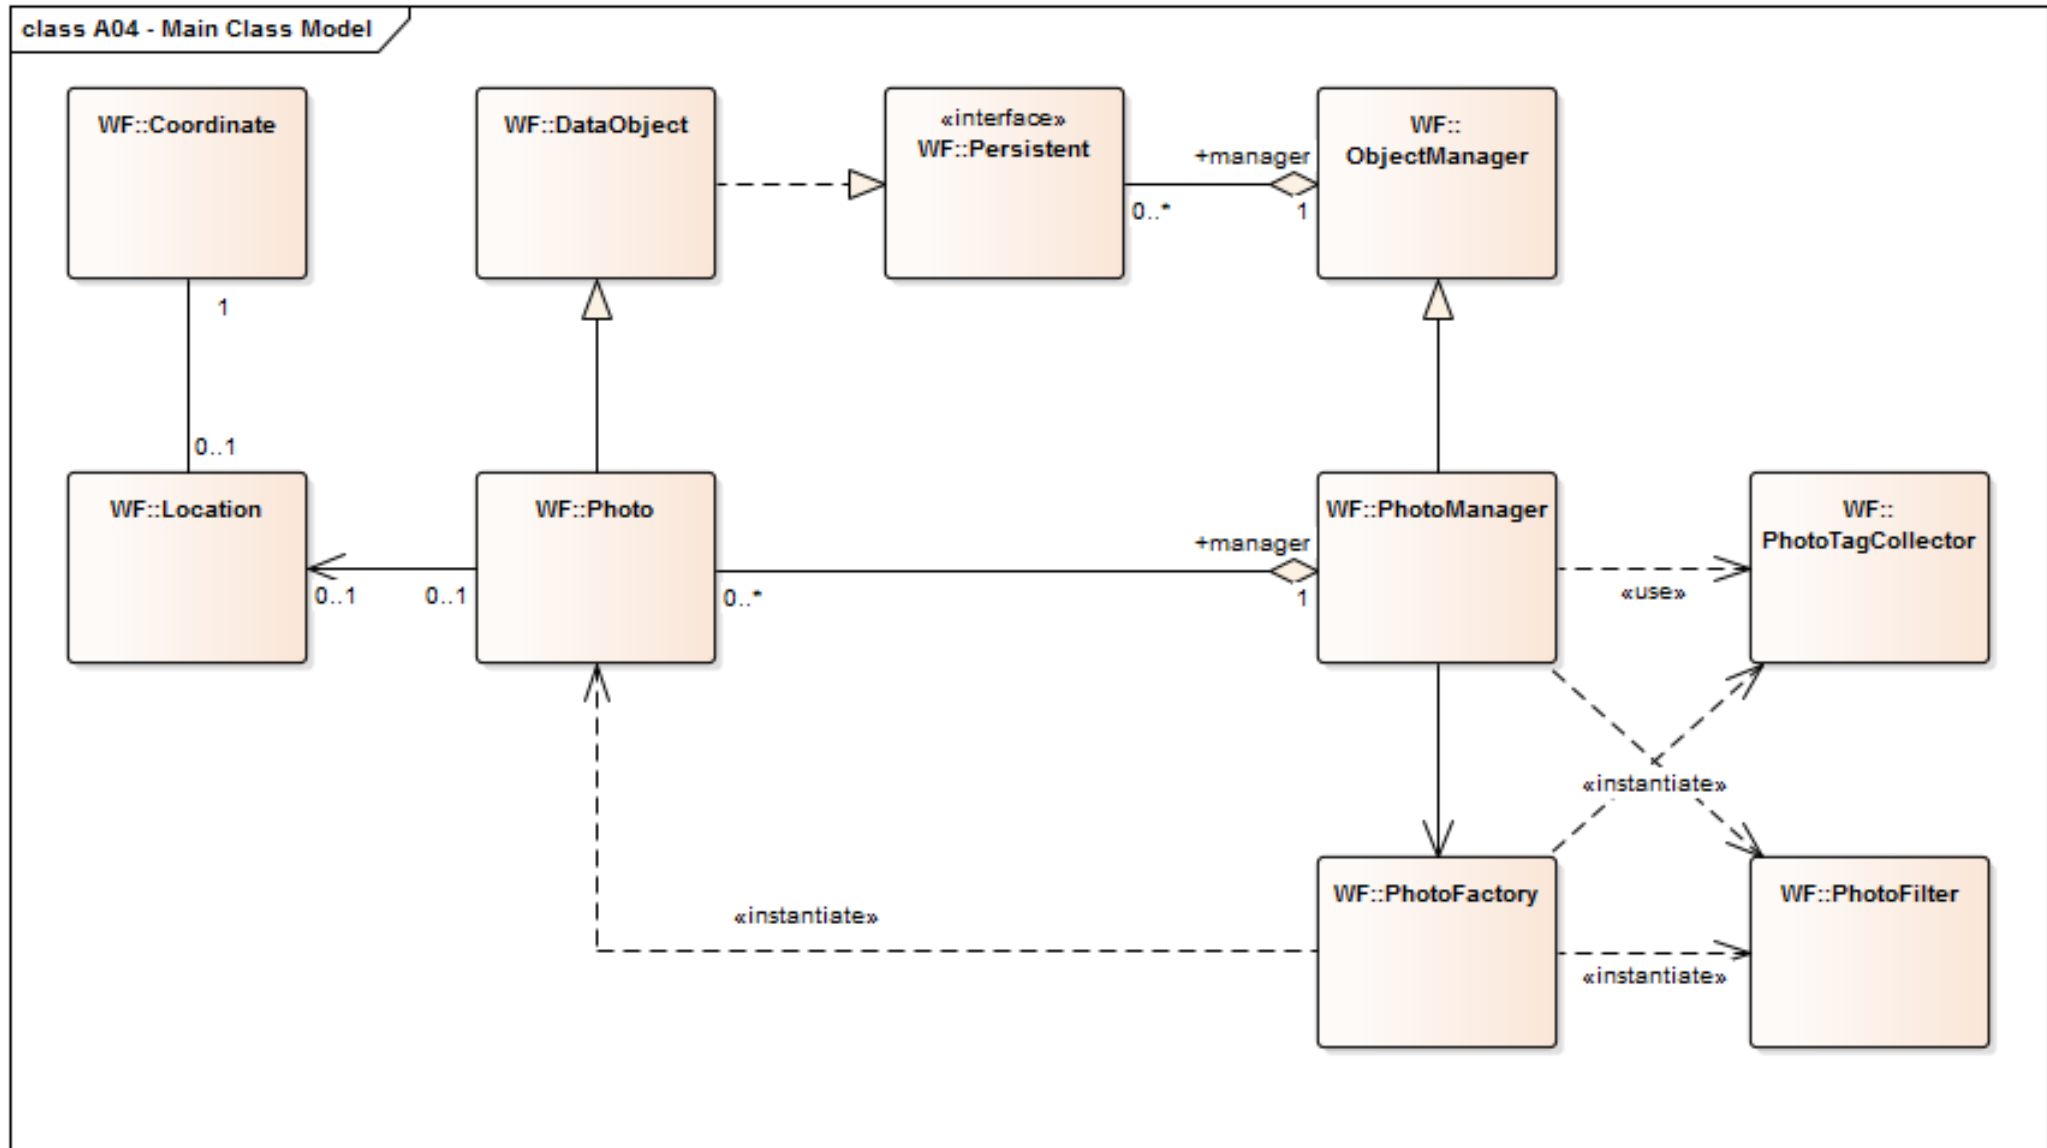 class A04 - Main Class Model
WF::Coordinate
WF::DataObject
«interface»
WF::Persistent
WF::
ObjectManager
+manager
0..*
1
1
0..1
WF::Location
WF::Photo
WF::PhotoManager
WF::
PhotoTagCollector
+manager
0..1
0..1
0..*
1
«use»
«instantiate»
WF::PhotoFactory
WF::PhotoFilter
«instantiate»
«instantiate»